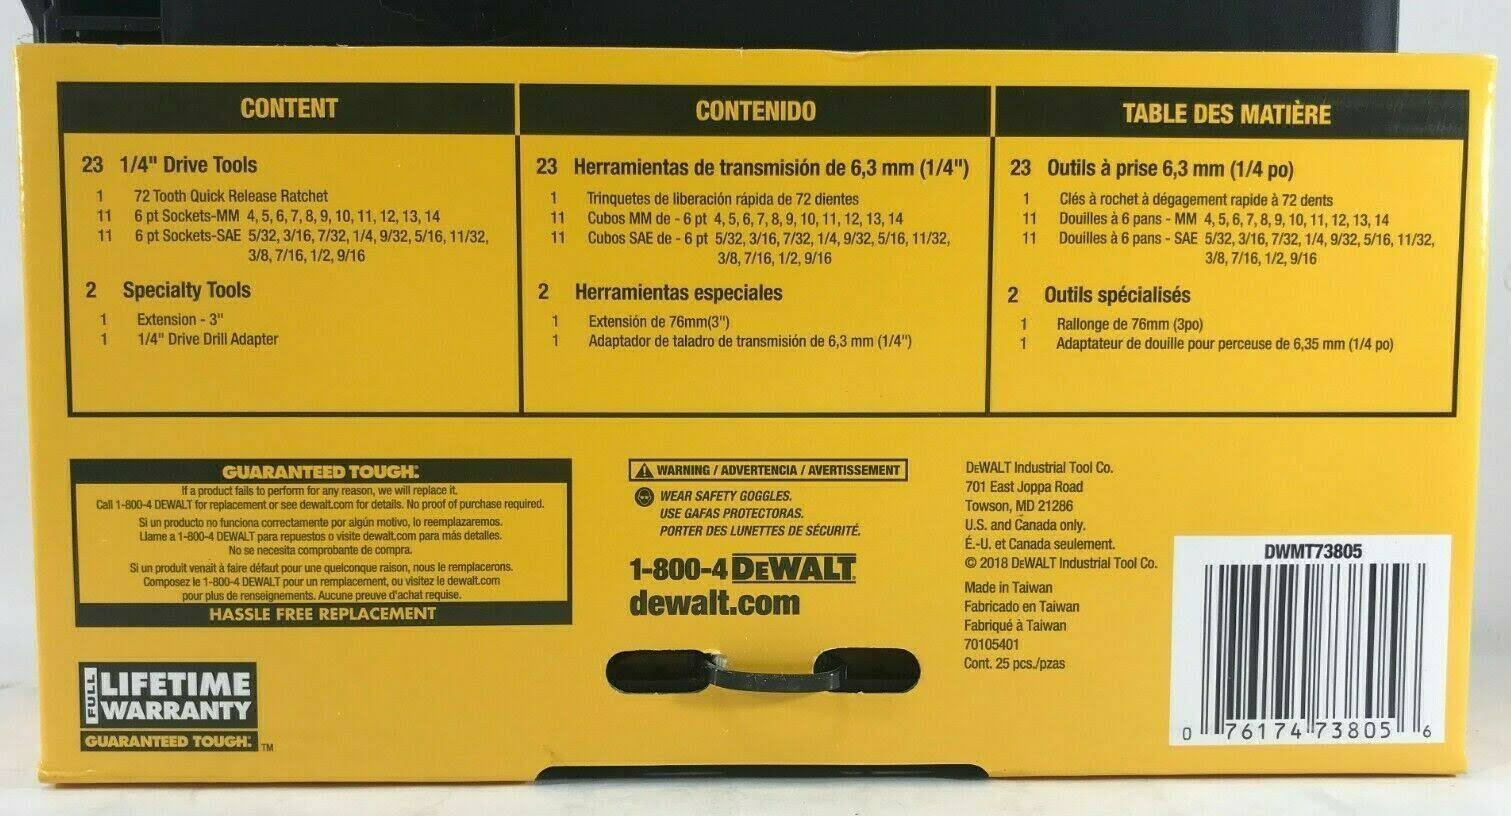 CONTENT
23 1/4" Drive Tools
1 72 Tooth Quick Release Ratchet
11 6 pt Sockets-MM 4, 5, 6, 7, 8, 9, 10, 11, 12, 13, 14
11 6 pt Sockets-SAE 5/32, 3/16, 7/32, 1/4, 9/32, 5/16, 11/32,
3/8, 7/16, 1/2, 9/16
2 Specialty Tools
1 Extension - 3"
1 1/4" Drive Drill Adapter
CONTENIDO
23 Herramientas de transmisión de 6,3 mm (1/4")
1 Trinquetes de liberación rápida de 72 dientes
11 Cubos MM de - 6 pt 4, 5, 6, 7, 8, 9, 10, 11, 12, 13, 14
11 Cubos SAE de - 6 pt 5/32, 3/16, 7/32, 1/4, 9/32, 5/16, 11/32,
3/8, 7/16, 1/2, 9/16
2 Herramientas especiales
1 Extensión de 76mm(3")
1 Adaptador de taladro de transmisión de 6,3 mm (1/4")
TABLE DES MATIÈRE
23 Outils à prise 6,3 mm (1/4 po)
1 Clés à rochet à dégagement rapide à 72 dents
11 Douilles à 6 pans - MM 4, 5, 6, 7, 8, 9, 10, 11, 12, 13, 14
11 Douilles à 6 pans - SAE 5/32, 3/16, 7/32, 1/4, 9/32, 5/16, 11/32,
3/8, 7/16, 1/2, 9/16
2 Outils spécialisés
1 Rallonge de 76mm (3po)
1 Adaptateur de douille pour perceuse de 6,35 mm (1/4 po)
GUARANTEED TOUGH.
If a product fails to perform for any reason, we will replace it.
Call 1-800-4 DEWALT for replacement or see dewalt.com for details. No proof of purchase required.
Si un producto no funciona correctamente por algún motivo, lo reemplazaremos.
Llame a 1-800-4 DEWALT para repuestos o visite dewalt.com para más detalles.
No se necesita comprobante de compra.
Si un produit venait à faire défaut pour une quelconque raison, nous le remplacerons.
Composez le 1-800-4 DEWALT pour un remplacement, ou visitez le dewalt.com
pour plus de renseignements. Aucune preuve d'achat requise.
HASSLE FREE REPLACEMENT
FULL LIFETIME
WARRANTY
GUARANTEED TOUGH. TM
WARNING / ADVERTENCIA / AVERTISSEMENT
WEAR SAFETY GOGGLES.
USE GAFAS PROTECTORAS.
PORTER DES LUNETTES DE SÉCURITÉ.
1-800-4 DEWALT
dewalt.com
DEWALT Industrial Tool Co.
701 East Joppa Road
Towson, MD 21286
U.S. and Canada only.
É.-U. et Canada seulement.
© 2018 DEWALT Industrial Tool Co.
Made in Taiwan
Fabricado en Taiwan
Fabriqué à Taiwan
70105401
Cont. 25 pcs./pzas
DWMT73805
0 76174 73805 6